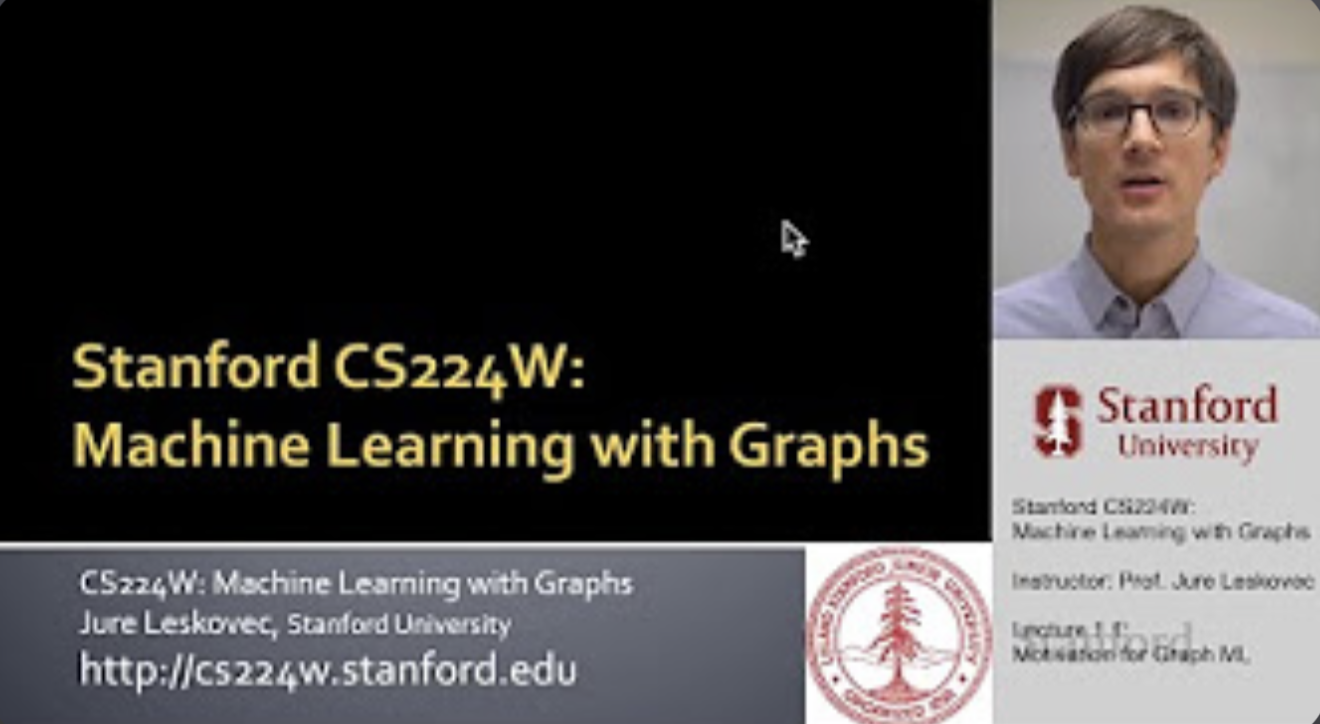 Stanford CS224W:
Machine Learning with Graphs
CS224W: Machine Learning with Graphs
Jure Leskovec, Stanford University
http://cs224w.stanford.edu
Stanford
University
Stanford CS224W:
Machine Learning with Graphs
Instructor: Prof. Jure Leskovec
Lecture 1.1:
Motivation for Graph ML